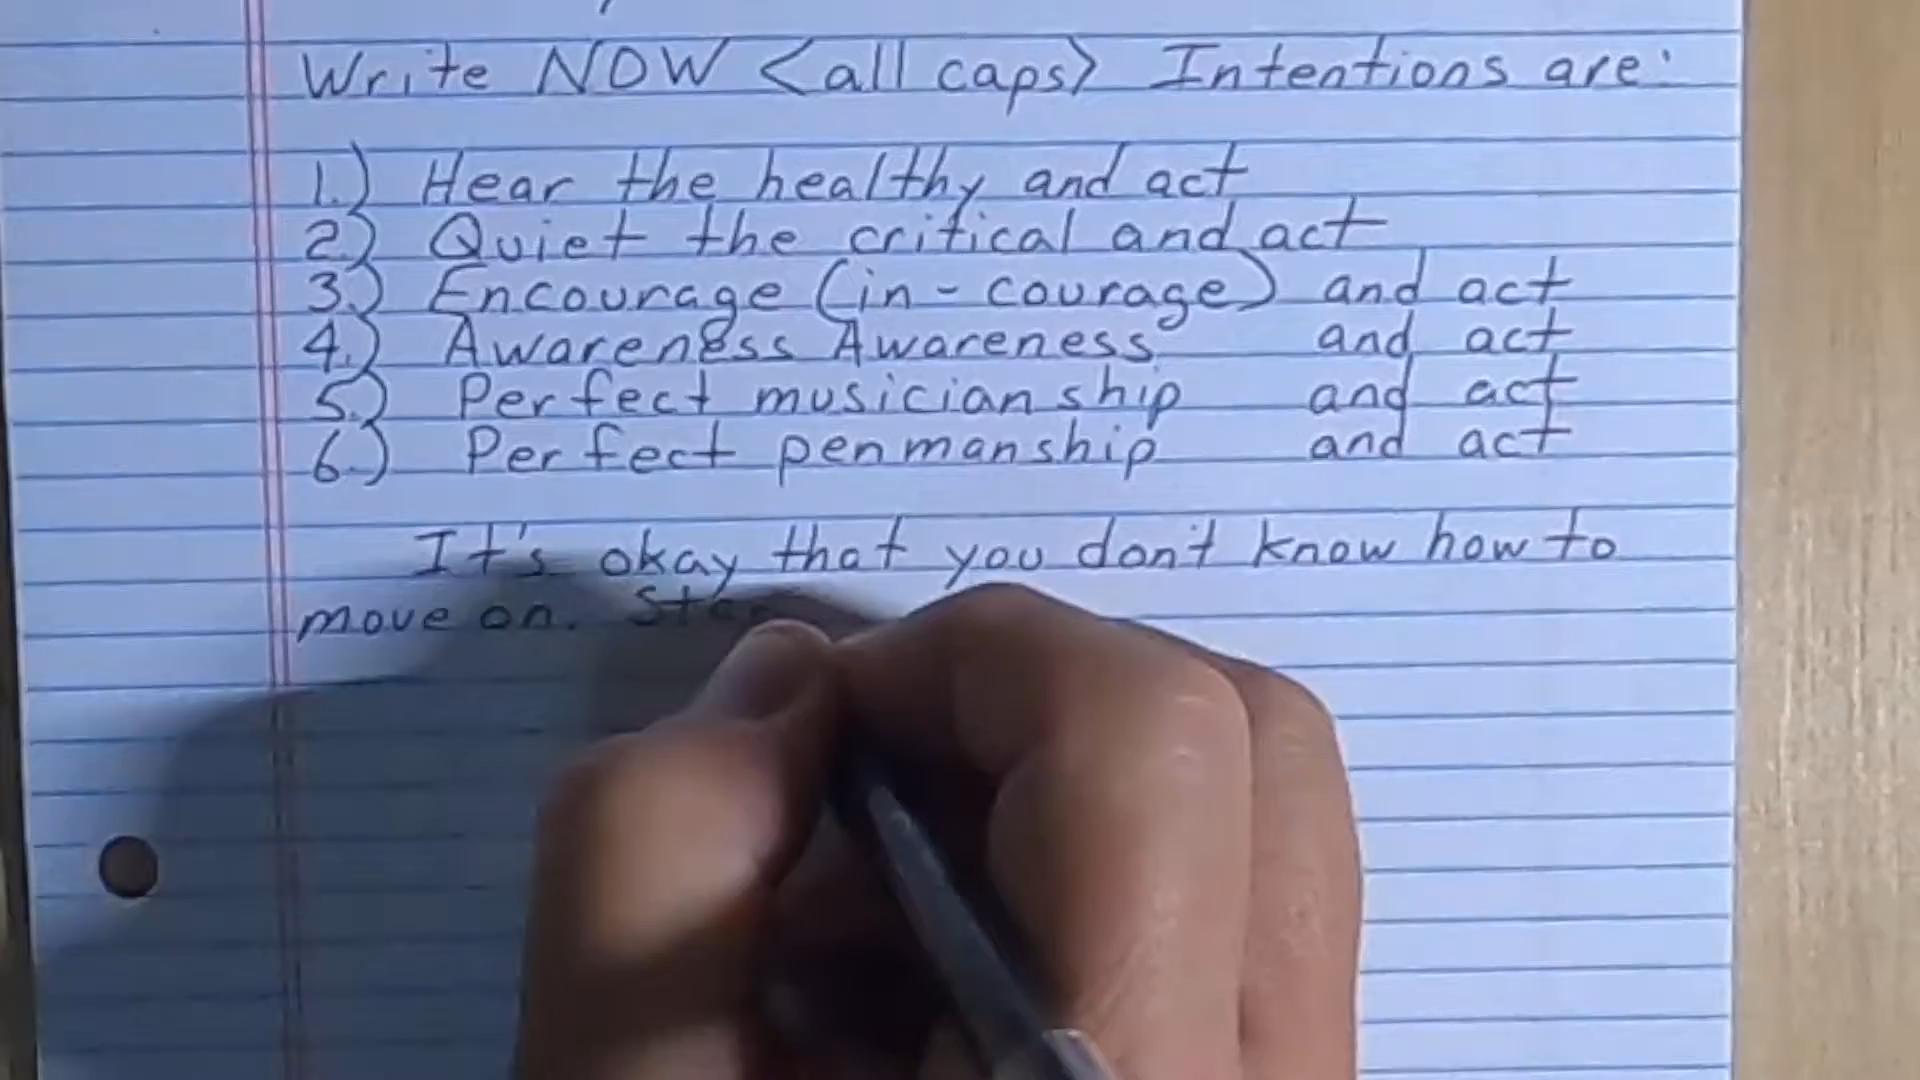 Write NOW <all caps> Intentions are:
1.) Hear the healthy and act
2.) Quiet the critical and act
3.) Encourage (in-courage) and act
4.) Awareness Awareness and act
5.) Perfect musicianship and act
6.) Perfect penmanship and act
It's okay that you don't know how to
move on.